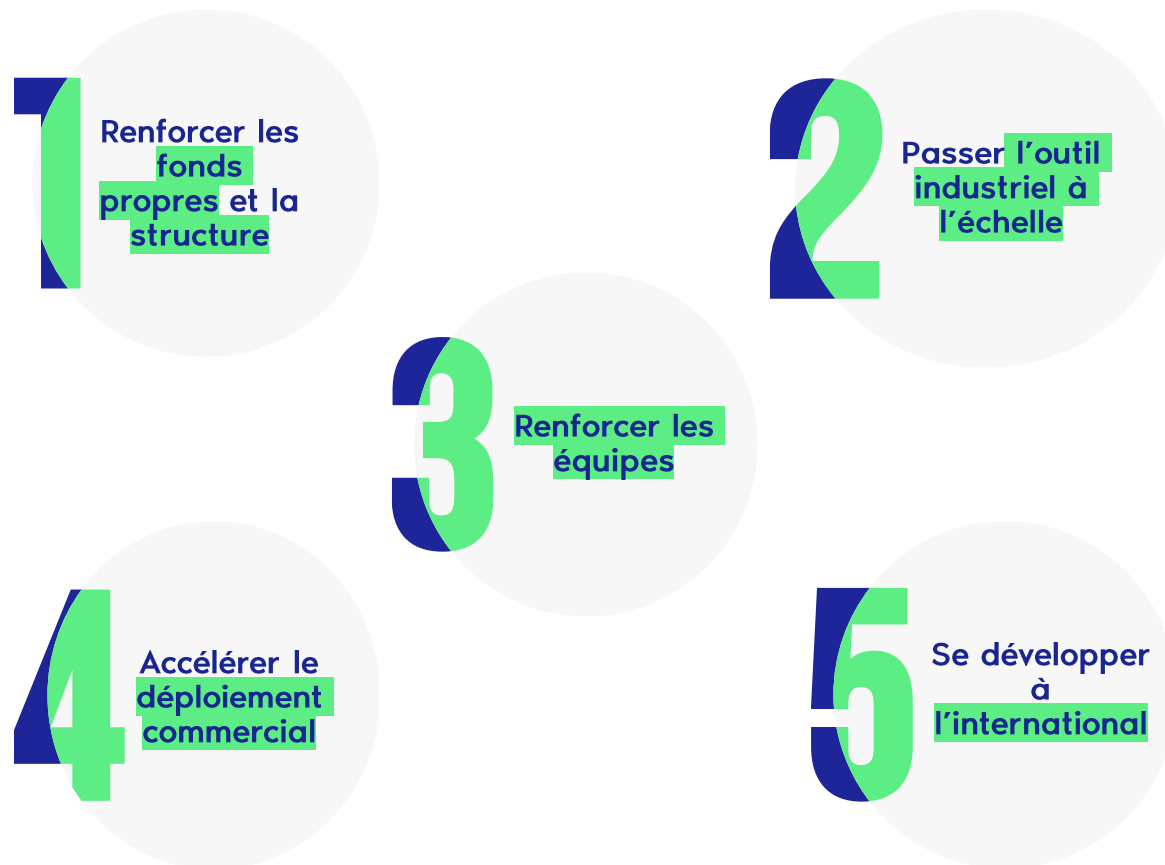 1
Renforcer les
fonds
propres et la
structure
2
Passer l’outil
industriel à
l’échelle
3
Renforcer les
équipes
4
Accélérer le
déploiement
commercial
5
Se développer
à
l’international